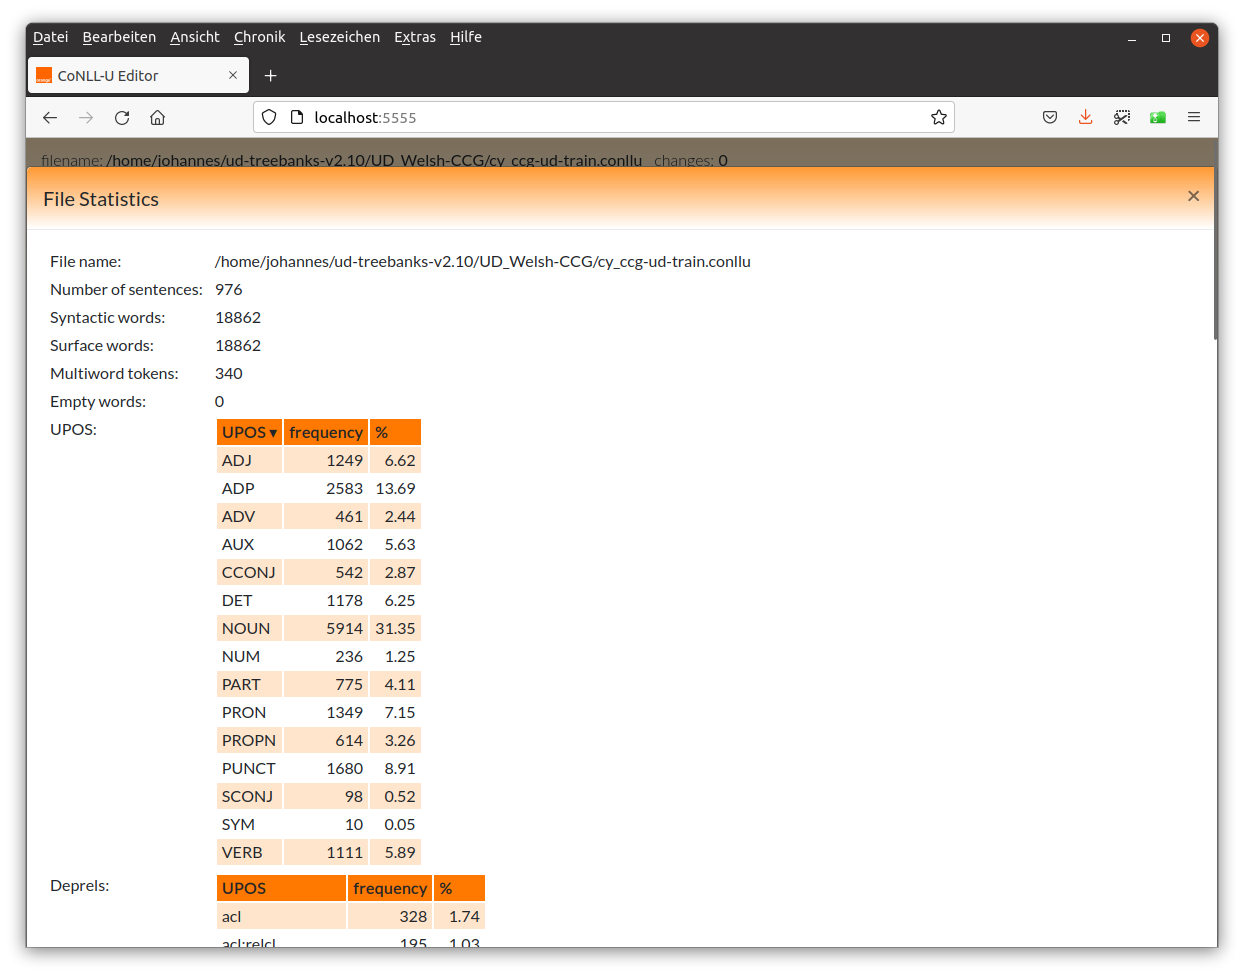 Datei Bearbeiten Ansicht Chronik Lesezeichen Extras Hilfe
CoNLL-U Editor
localhost:5555
filename: /home/johannes/ud-treebanks-v2.10/UD_Welsh-CCG/cy_ccg-ud-train.conllu changes: 0
File Statistics
File name: /home/johannes/ud-treebanks-v2.10/UD_Welsh-CCG/cy_ccg-ud-train.conllu
Number of sentences: 976
Syntactic words: 18862
Surface words: 18862
Multiword tokens: 340
Empty words: 0
UPOS:
UPOS ▾ frequency %
ADJ 1249 6.62
ADP 2583 13.69
ADV 461 2.44
AUX 1062 5.63
CCONJ 542 2.87
DET 1178 6.25
NOUN 5914 31.35
NUM 236 1.25
PART 775 4.11
PRON 1349 7.15
PROPN 614 3.26
PUNCT 1680 8.91
SCONJ 98 0.52
SYM 10 0.05
VERB 1111 5.89
Deprels:
UPOS frequency %
acl 328 1.74
acl:relcl 195 1.03